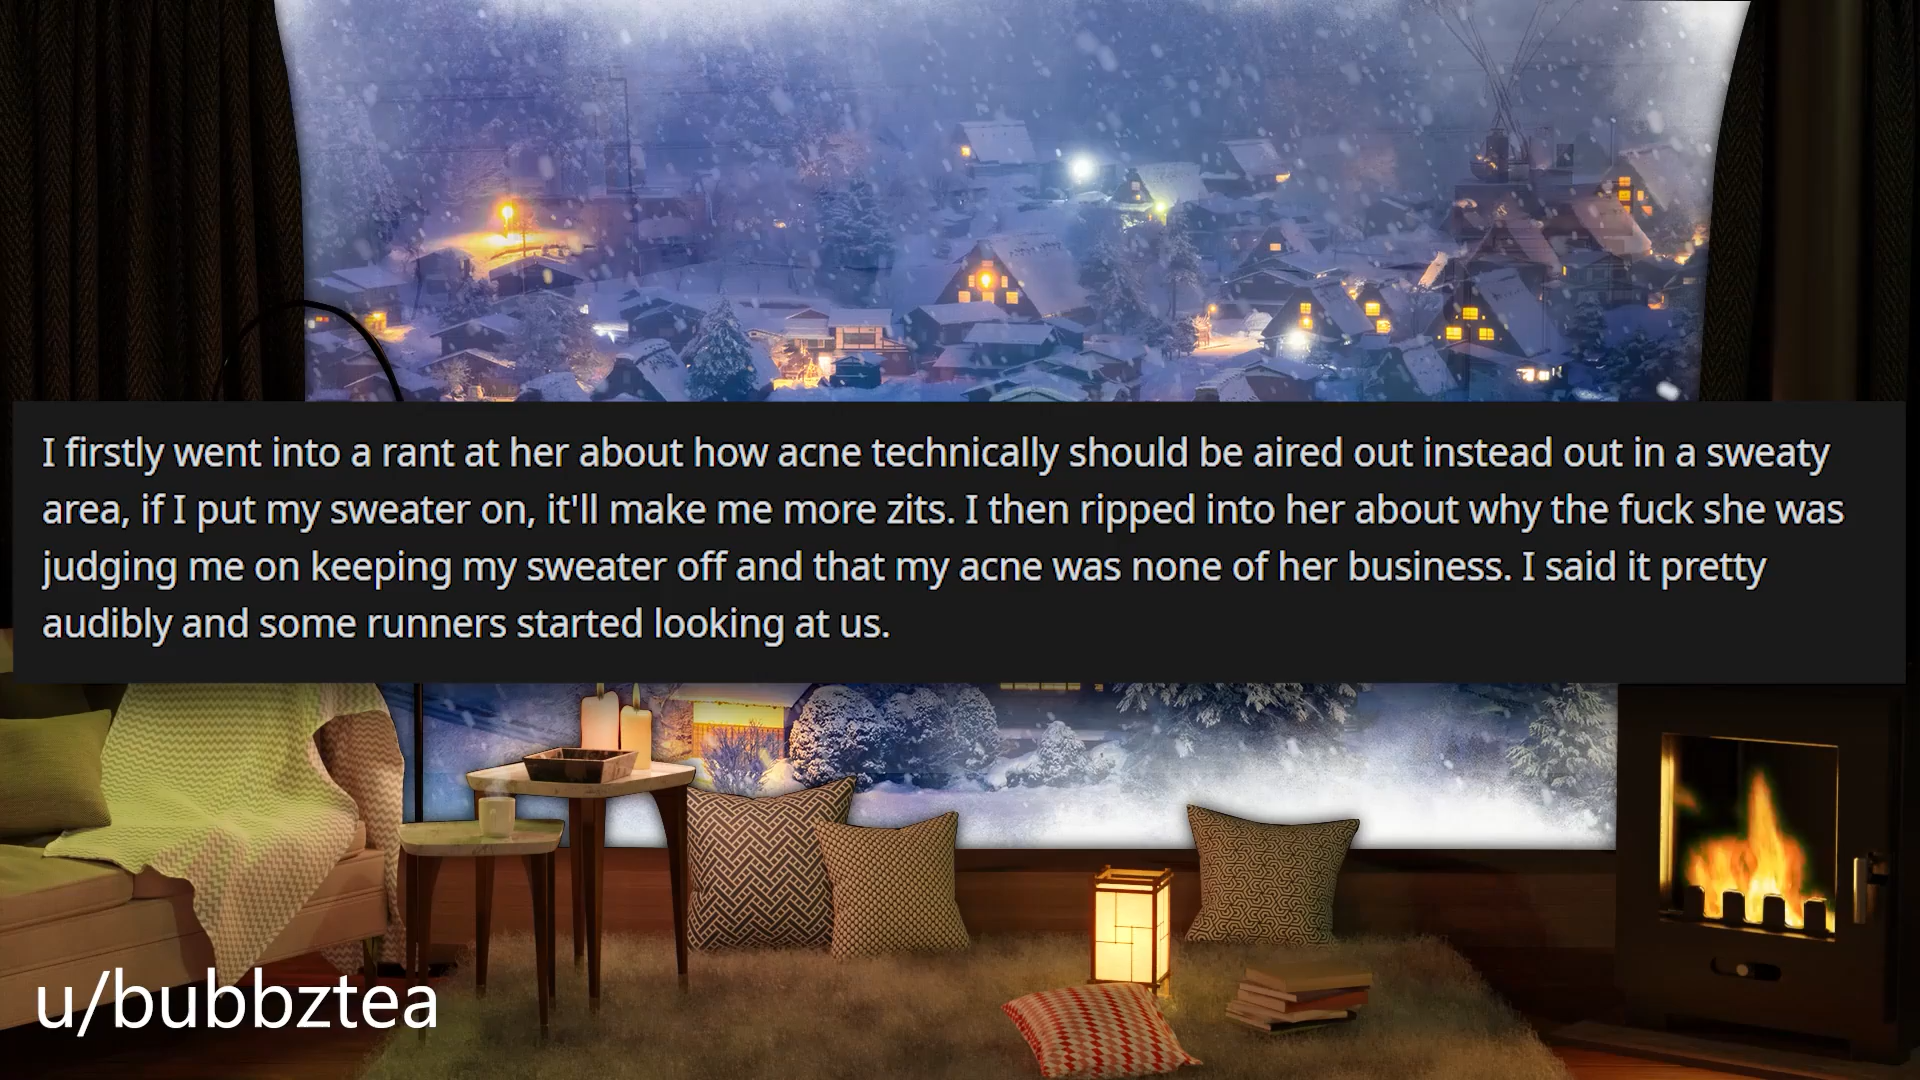 I firstly went into a rant at her about how acne technically should be aired out instead out in a sweaty
area, if I put my sweater on, it'll make me more zits. I then ripped into her about why the fuck she was
judging me on keeping my sweater off and that my acne was none of her business. I said it pretty
audibly and some runners started looking at us.
u/bubbztea